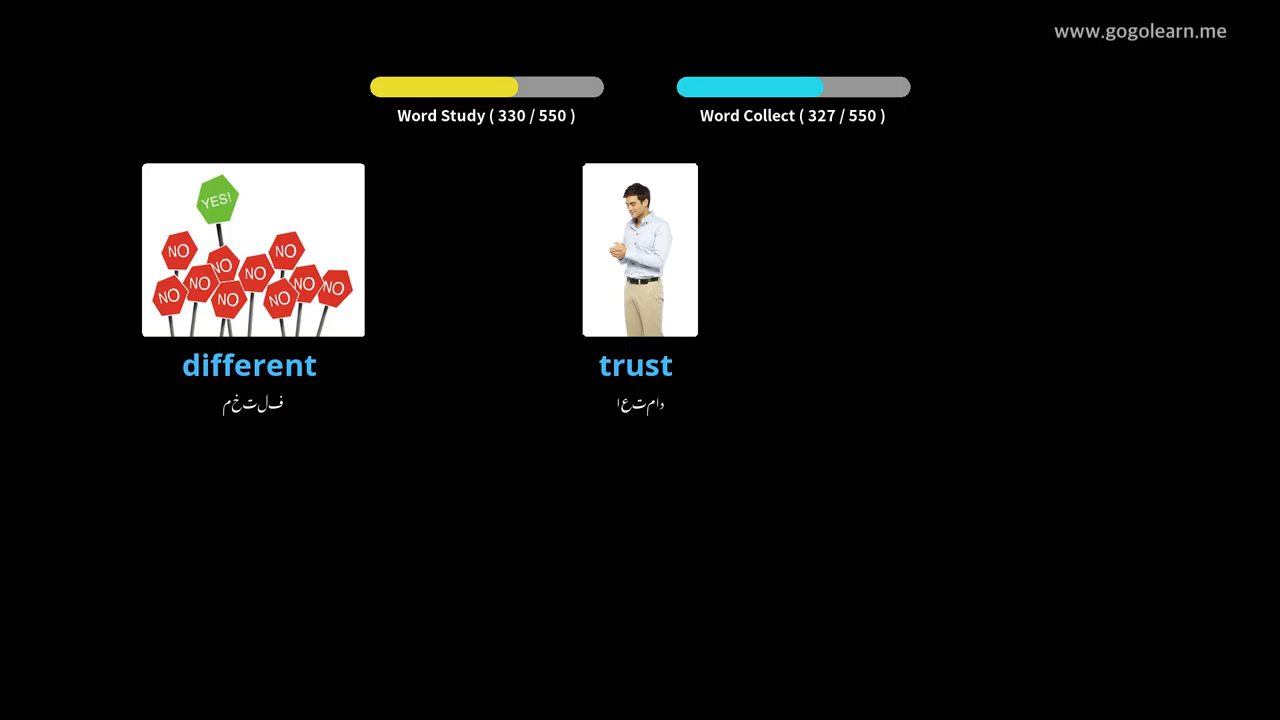 www.gogolearn.me
Word Study ( 330 / 550 )
Word Collect ( 327 / 550 )
YES!
NO
NO
NO
NO
NO
NO
NO
NO
NO
NO
different
مختلف
trust
اعتماد